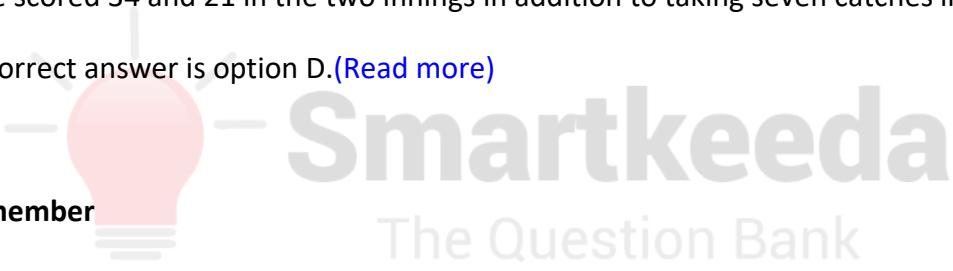 scored 34 and 21 in the two innings in addition to taking seven catches
orrect answer is option D.(Read more)
Smartkeeda
nember
The Question Bank